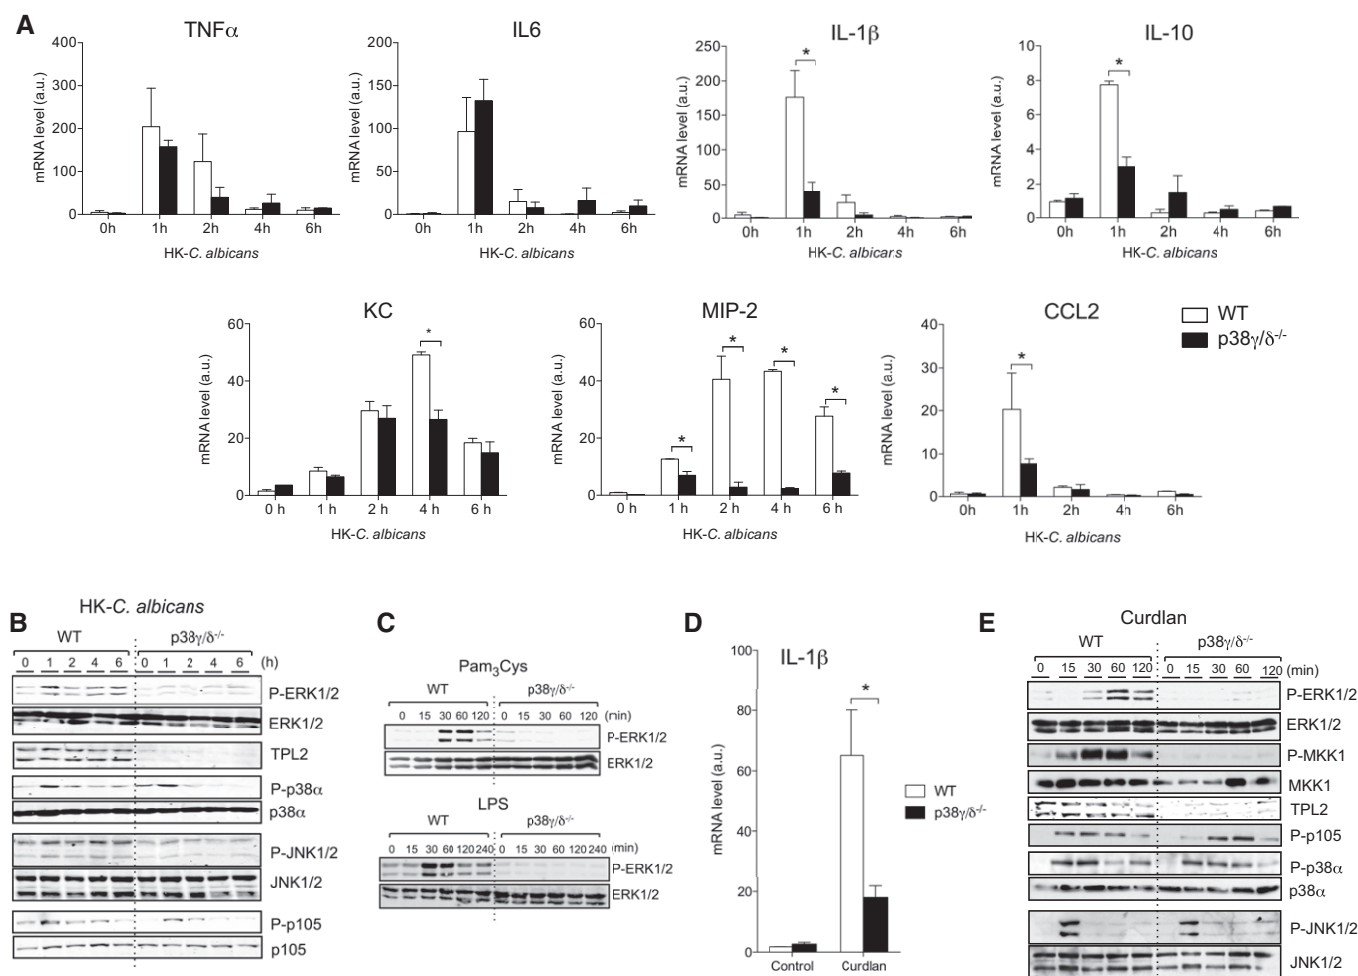 A
TNFα
IL6
IL-1β
IL-10
mRNA level (a.u.)
400
300
200
100
0
0h 1h 2h 4h 6h
HK-C. albicans
mRNA level (a.u.)
200
150
100
50
0
0h 1h 2h 4h 6h
HK-C. albicans
mRNA level (a.u.)
250
200
150
100
50
0
*
0h 1h 2h 4h 6h
HK-C. albicans
mRNA level (a.u.)
10
8
6
4
2
0
*
0h 1h 2h 4h 6h
HK-C. albicans
KC
MIP-2
CCL2
WT
p38γ/δ-/-
mRNA level (a.u.)
60
40
20
0
*
0 h 1 h 2 h 4 h 6 h
HK-C. albicans
mRNA level (a.u.)
60
40
20
0
* * * *
0 h 1 h 2 h 4 h 6 h
HK-C. albicans
mRNA level (a.u.)
40
30
20
10
0
*
0h 1h 2h 4h 6h
HK-C. albicans
B
HK-C. albicans
WT p38γ/δ-/-
0 1 2 4 6 0 1 2 4 6 (h)
P-ERK1/2
ERK1/2
TPL2
P-p38α
p38α
P-JNK1/2
JNK1/2
P-p105
p105
C
Pam3Cys
WT p38γ/δ-/-
0 15 30 60 120 0 15 30 60 120 (min)
P-ERK1/2
ERK1/2
LPS
WT p38γ/δ-/-
0 15 30 60 120 240 0 15 30 60 120 240 (min)
P-ERK1/2
ERK1/2
D
IL-1β
mRNA level (a.u.)
100
80
60
40
20
0
*
Control Curdlan
WT
p38γ/δ-/-
E
Curdlan
WT p38γ/δ-/-
0 15 30 60 120 0 15 30 60 120 (min)
P-ERK1/2
ERK1/2
P-MKK1
MKK1
TPL2
P-p105
P-p38α
p38α
P-JNK1/2
JNK1/2